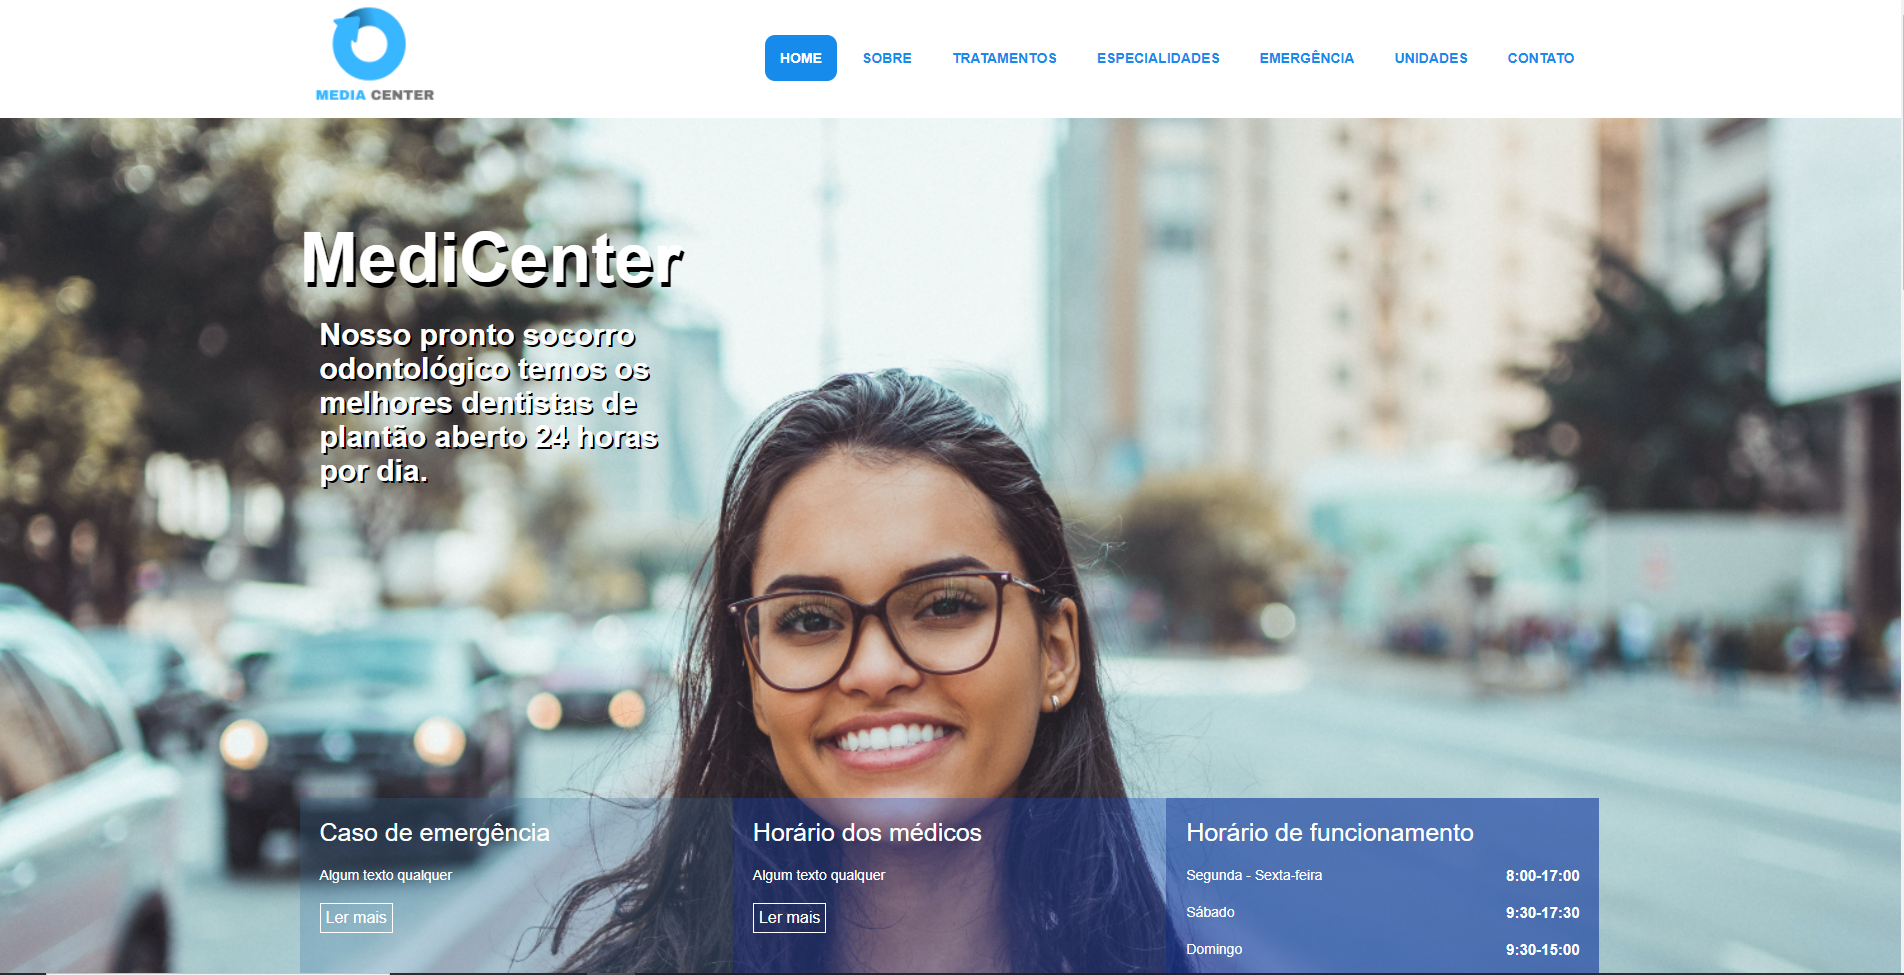 MEDIA CENTER
HOME SOBRE TRATAMENTOS ESPECIALIDADES EMERGÊNCIA UNIDADES CONTATO
MediCenter
Nosso pronto socorro
odontológico temos os
melhores dentistas de
plantão aberto 24 horas
por dia.
Caso de emergência
Algum texto qualquer
Ler mais
Horário dos médicos
Algum texto qualquer
Ler mais
Horário de funcionamento
Segunda - Sexta-feira 8:00-17:00
Sábado 9:30-17:30
Domingo 9:30-15:00